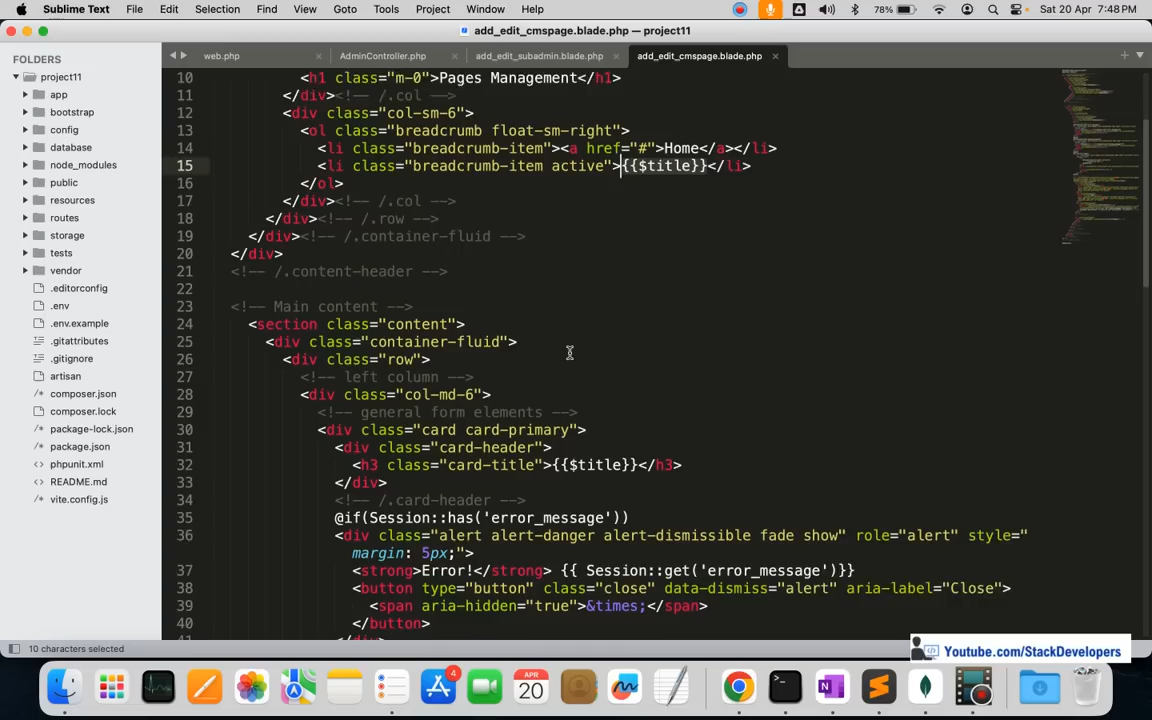 Sublime Text File Edit Selection Find View Goto Tools Project Window Help 78% Sat 20 Apr 7:48 PM
add_edit_cmspage.blade.php — project11
FOLDERS
project11
app
bootstrap
config
database
node_modules
public
resources
routes
storage
tests
vendor
.editorconfig
.env
.env.example
.gitattributes
.gitignore
artisan
composer.json
composer.lock
package-lock.json
package.json
phpunit.xml
README.md
vite.config.js
web.php AdminController.php add_edit_subadmin.blade.php add_edit_cmspage.blade.php
10 <h1 class="m-0">Pages Management</h1>
11 </div><!-- /.col -->
12 <div class="col-sm-6">
13 <ol class="breadcrumb float-sm-right">
14 <li class="breadcrumb-item"><a href="#">Home</a></li>
15 <li class="breadcrumb-item active">{{$title}}</li>
16 </ol>
17 </div><!-- /.col -->
18 </div><!-- /.row -->
19 </div><!-- /.container-fluid -->
20 </div>
21 <!-- /.content-header -->
22
23 <!-- Main content -->
24 <section class="content">
25 <div class="container-fluid">
26 <div class="row">
27 <!-- left column -->
28 <div class="col-md-6">
29 <!-- general form elements -->
30 <div class="card card-primary">
31 <div class="card-header">
32 <h3 class="card-title">{{$title}}</h3>
33 </div>
34 <!-- /.card-header -->
35 @if(Session::has('error_message'))
36 <div class="alert alert-danger alert-dismissible fade show" role="alert" style="
margin: 5px;">
37 <strong>Error!</strong> {{ Session::get('error_message')}}
38 <button type="button" class="close" data-dismiss="alert" aria-label="Close">
39 <span aria-hidden="true">&times;</span>
40 </button>
10 characters selected
Youtube.com/StackDevelopers
4
APR
20